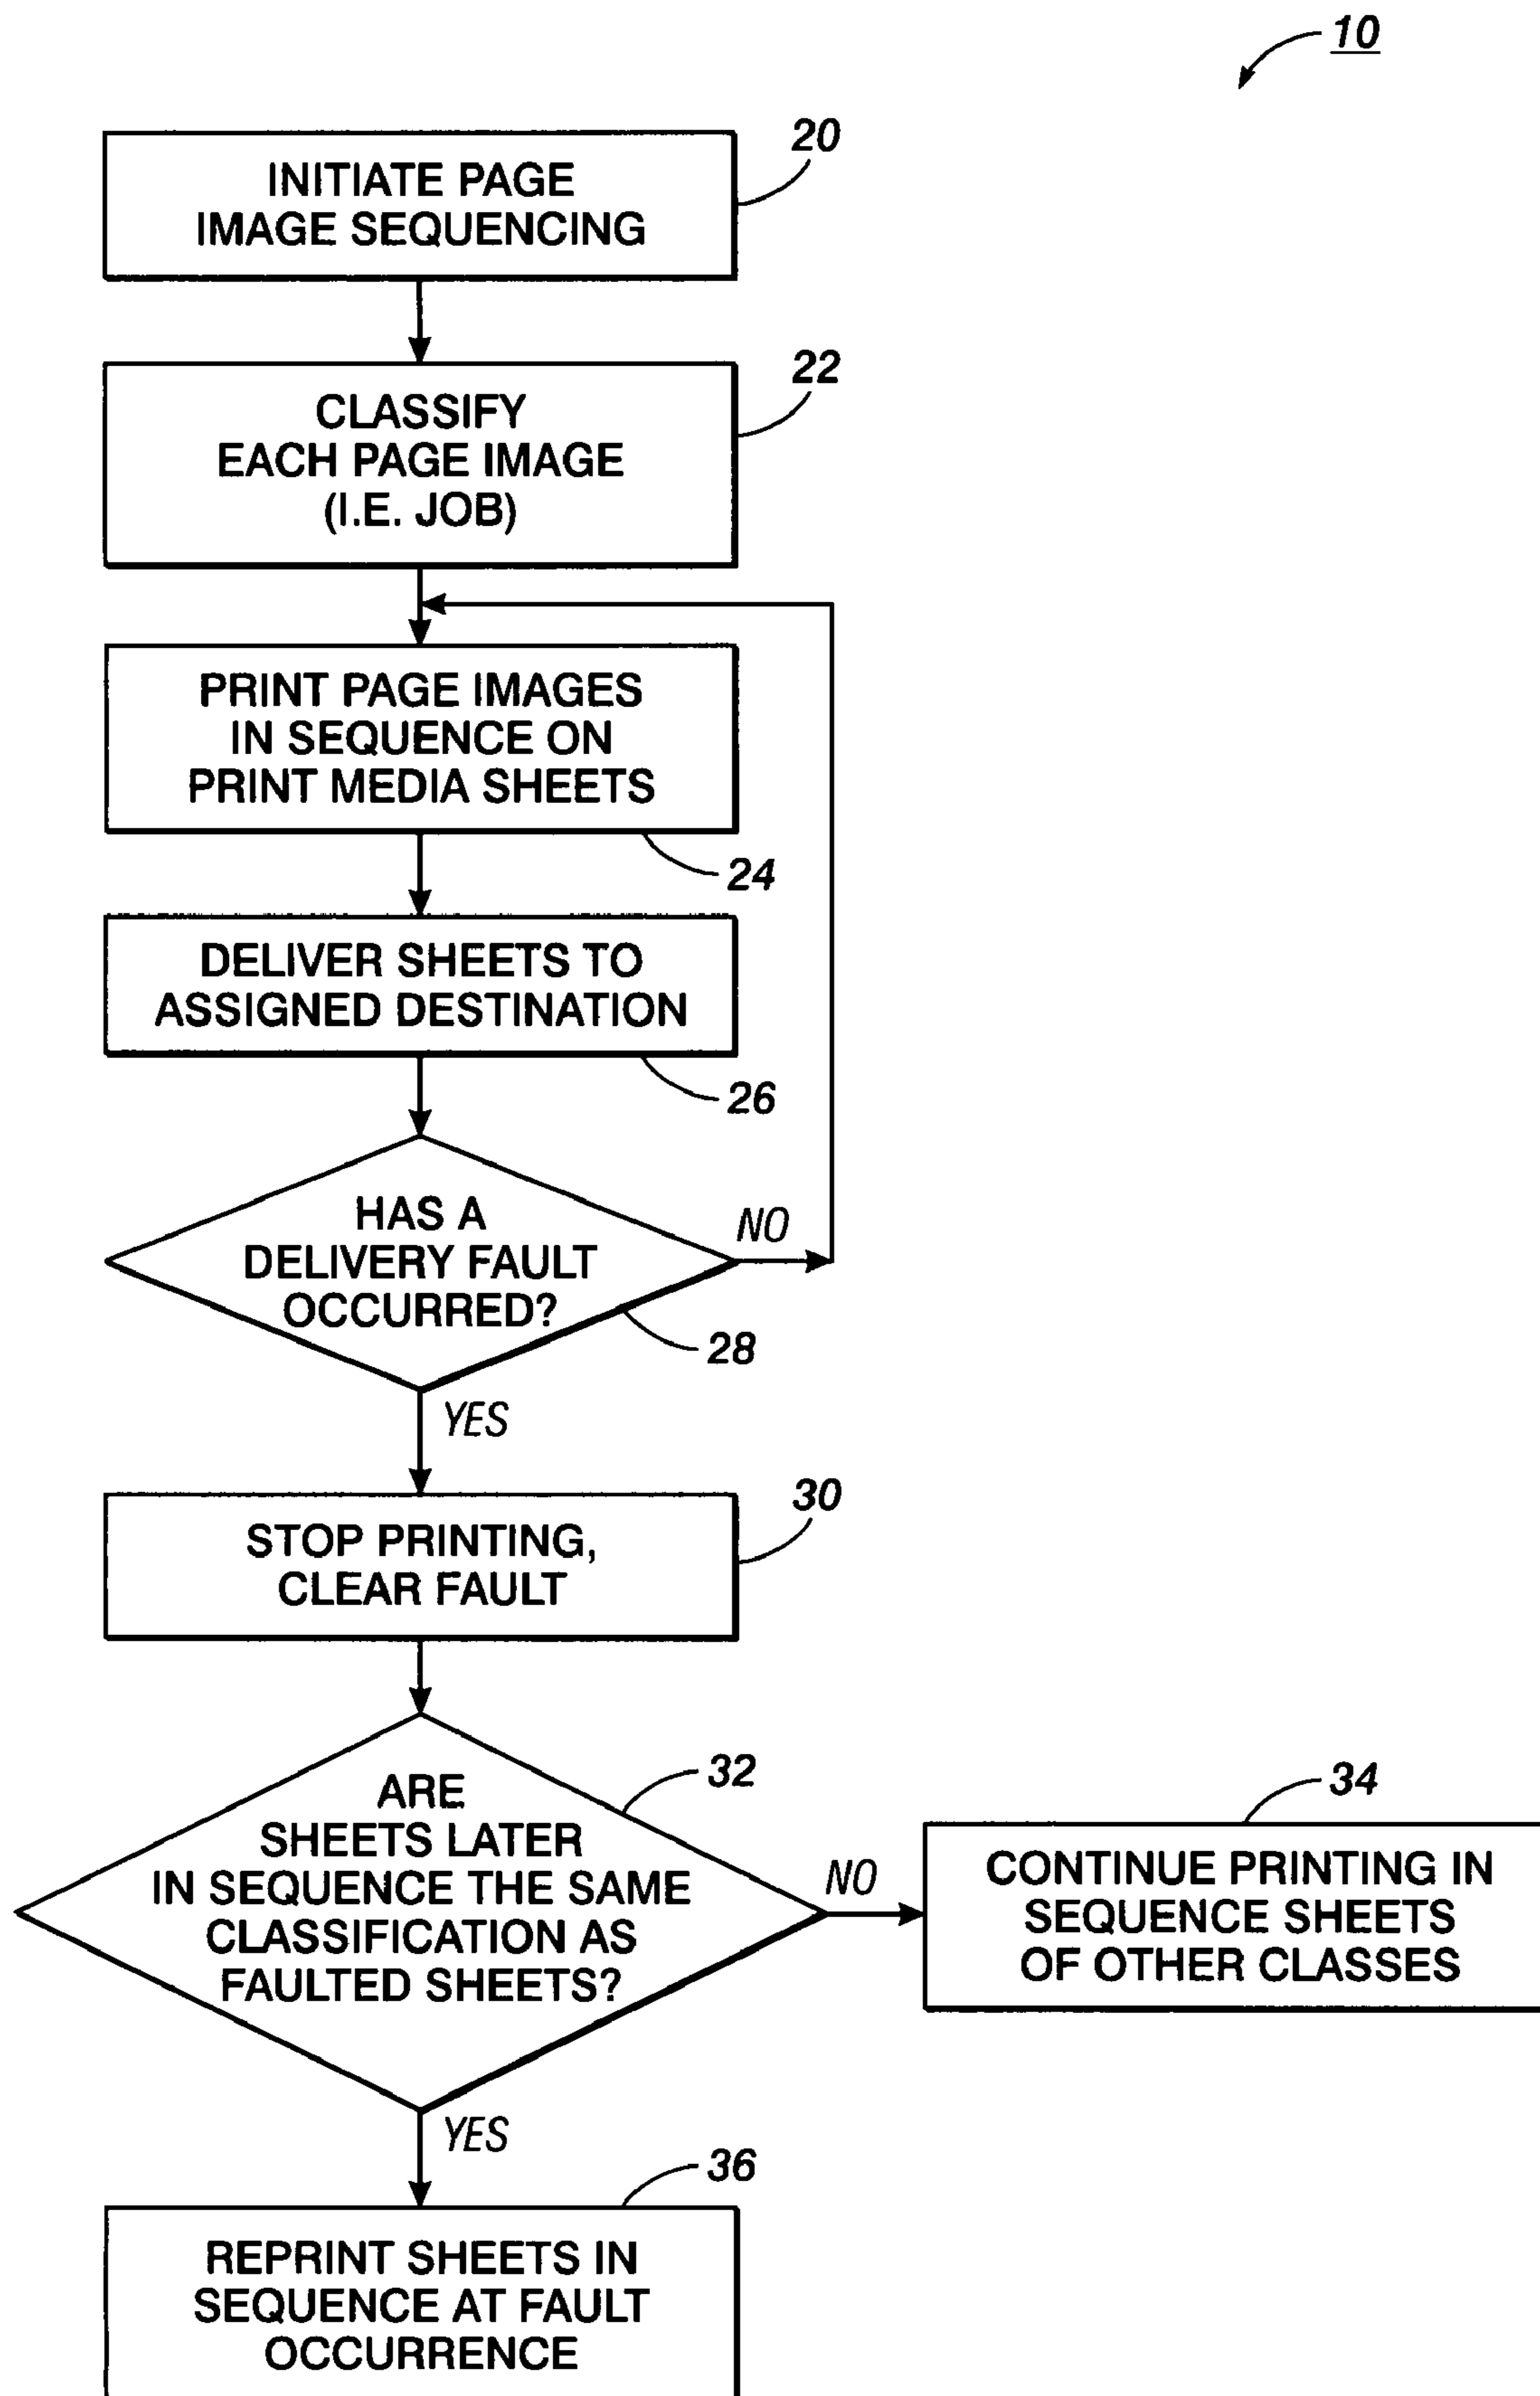 10
20
INITIATE PAGE
IMAGE SEQUENCING
22
CLASSIFY
EACH PAGE IMAGE
(I.E. JOB)
PRINT PAGE IMAGES
IN SEQUENCE ON
PRINT MEDIA SHEETS
24
DELIVER SHEETS TO
ASSIGNED DESTINATION
26
HAS A
DELIVERY FAULT
OCCURRED?
NO
28
YES
30
STOP PRINTING,
CLEAR FAULT
32
ARE
SHEETS LATER
IN SEQUENCE THE SAME
CLASSIFICATION AS
FAULTED SHEETS?
NO
34
CONTINUE PRINTING IN
SEQUENCE SHEETS
OF OTHER CLASSES
YES
36
REPRINT SHEETS IN
SEQUENCE AT FAULT
OCCURRENCE